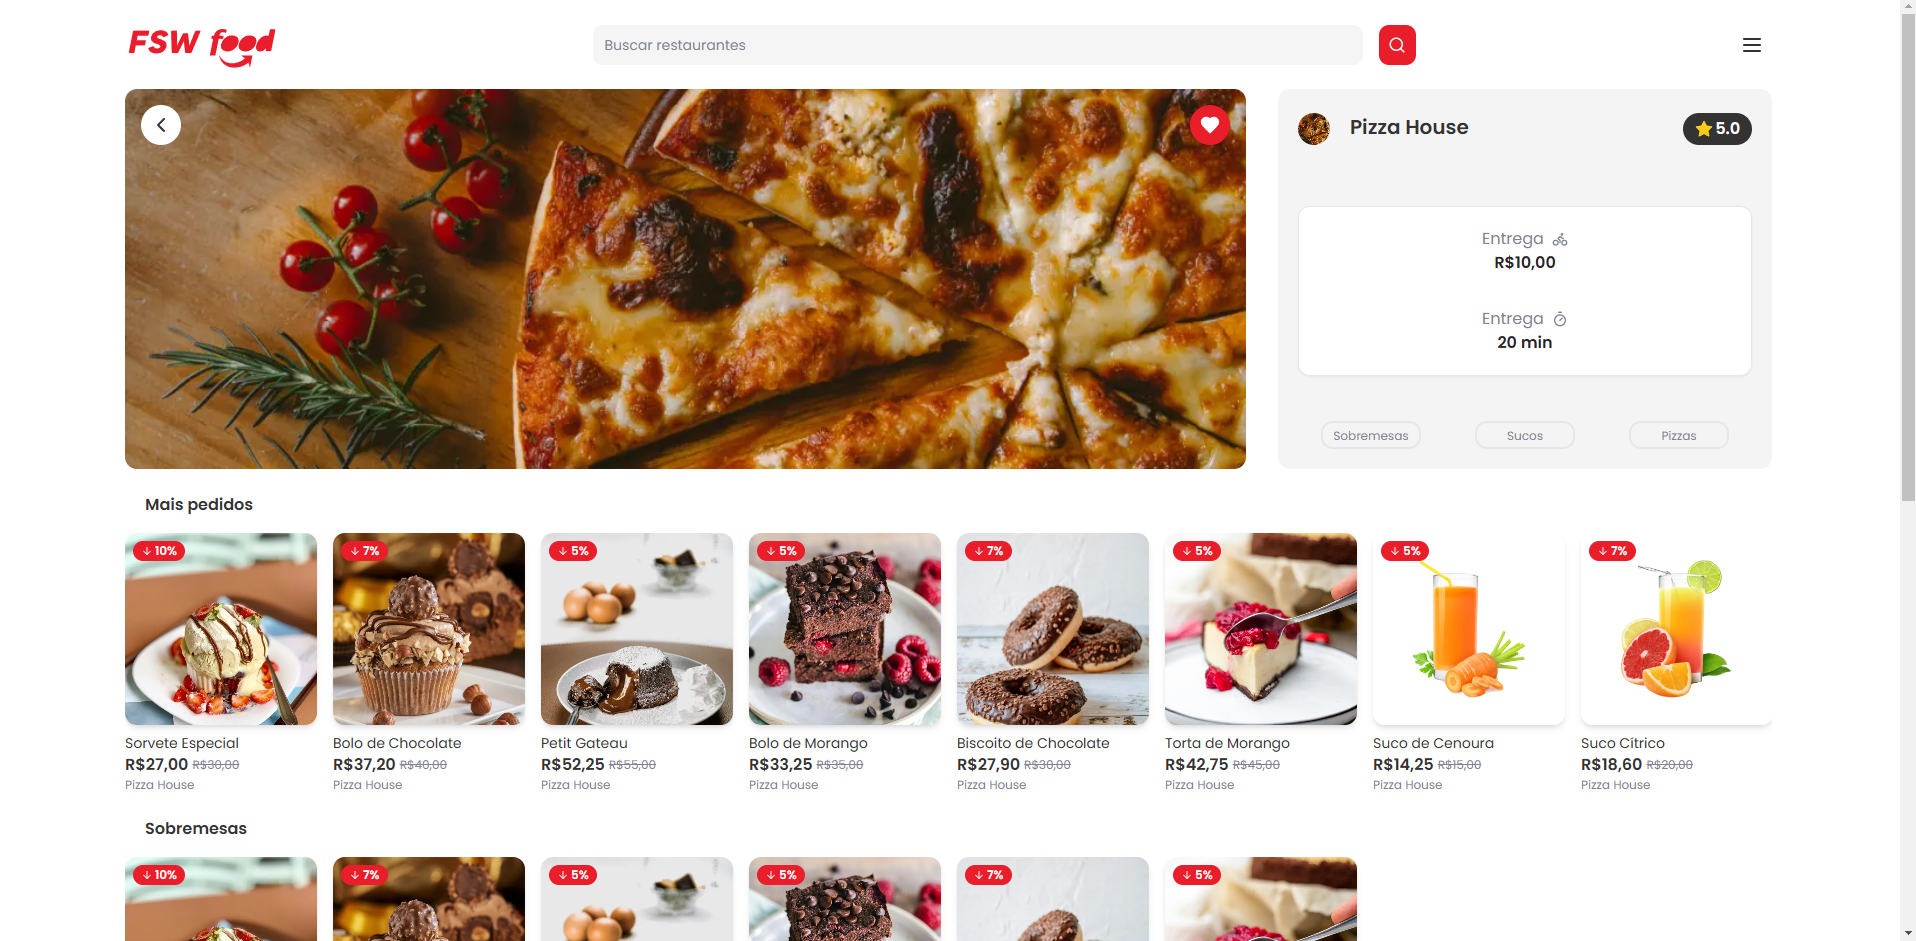 FSW food
Buscar restaurantes
Pizza House
5.0
Entrega
R$10,00
Entrega
20 min
Sobremesas
Sucos
Pizzas
Mais pedidos
10%
7%
5%
5%
7%
5%
5%
7%
Sorvete Especial
R$27,00 R$30,00
Pizza House
Bolo de Chocolate
R$37,20 R$40,00
Pizza House
Petit Gateau
R$52,25 R$55,00
Pizza House
Bolo de Morango
R$33,25 R$35,00
Pizza House
Biscoito de Chocolate
R$27,90 R$30,00
Pizza House
Torta de Morango
R$42,75 R$45,00
Pizza House
Suco de Cenoura
R$14,25 R$15,00
Pizza House
Suco Cítrico
R$18,60 R$20,00
Pizza House
Sobremesas
10%
7%
5%
5%
7%
5%